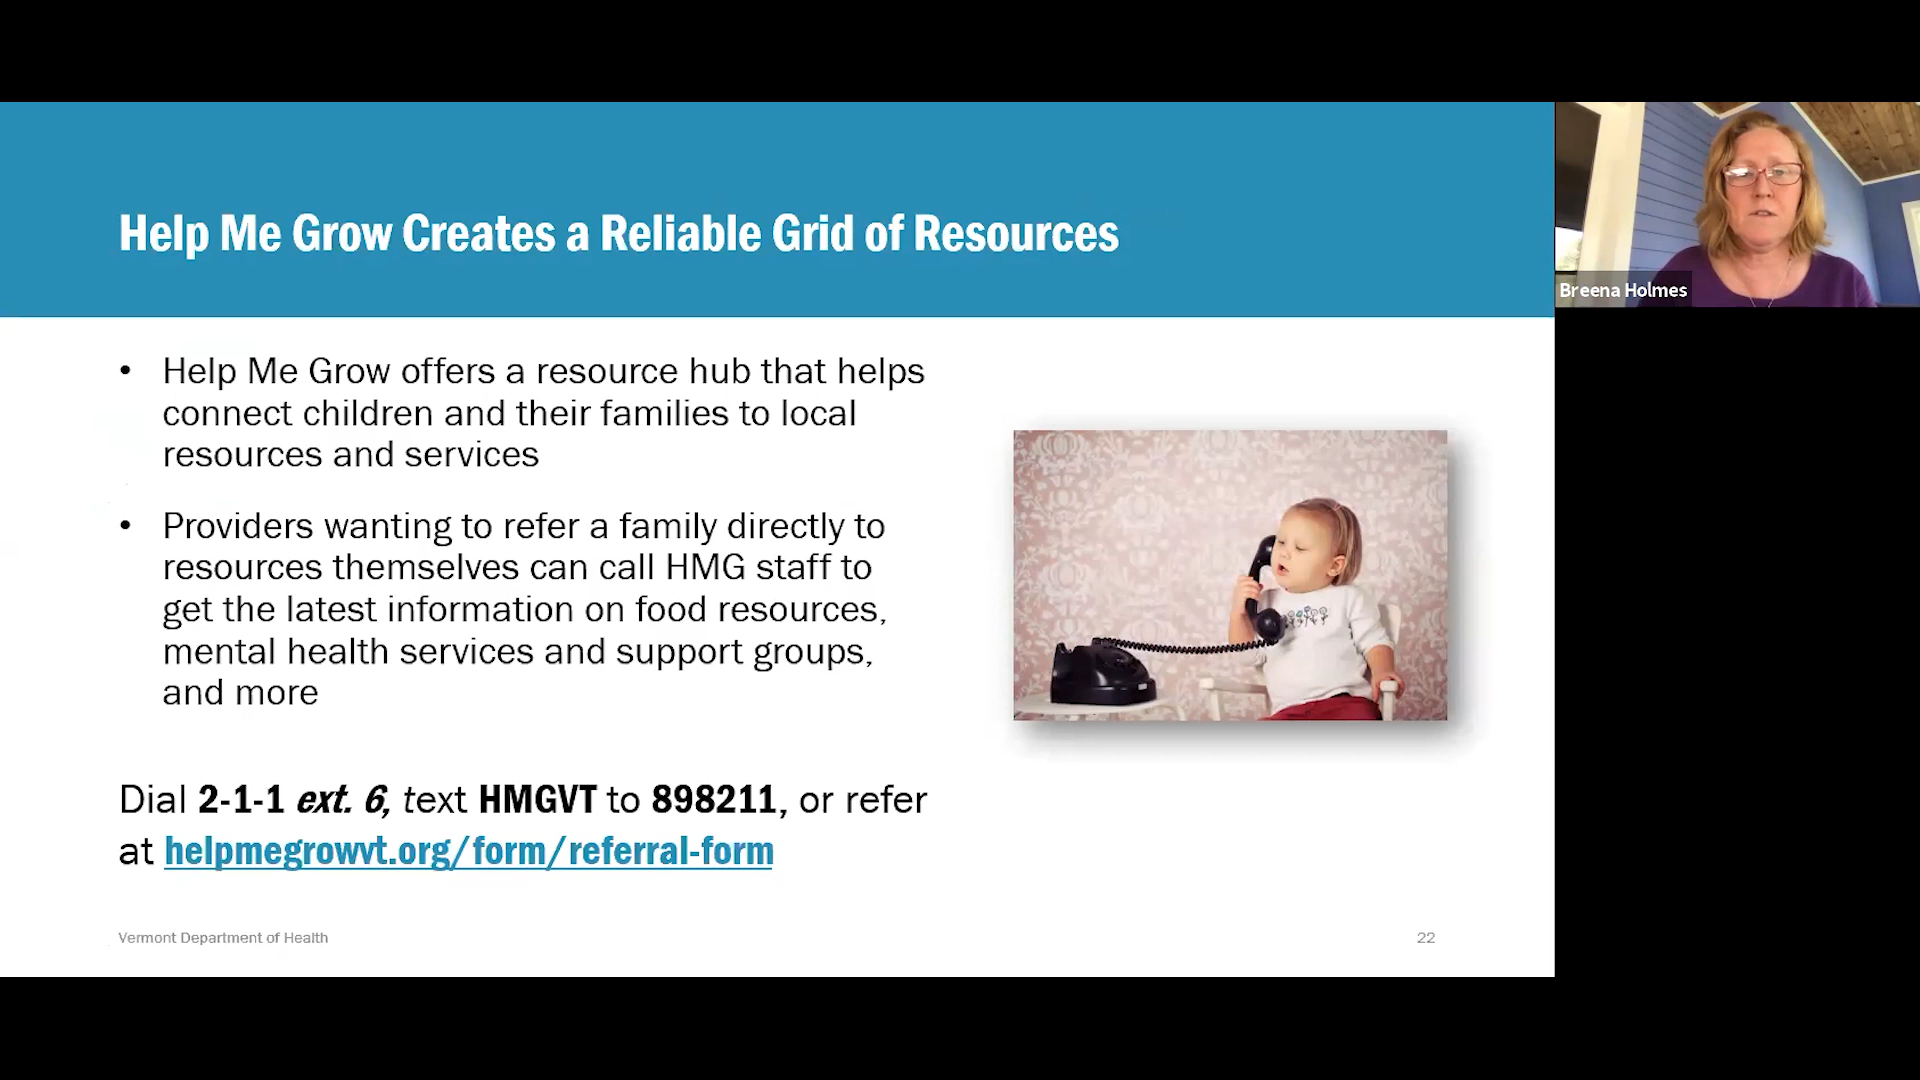 Help Me Grow Creates a Reliable Grid of Resources
Breena Holmes
• Help Me Grow offers a resource hub that helps
connect children and their families to local
resources and services
• Providers wanting to refer a family directly to
resources themselves can call HMG staff to
get the latest information on food resources,
mental health services and support groups,
and more
Dial 2-1-1 ext. 6, text HMGVT to 898211, or refer
at helpmegrowvt.org/form/referral-form
Vermont Department of Health
22